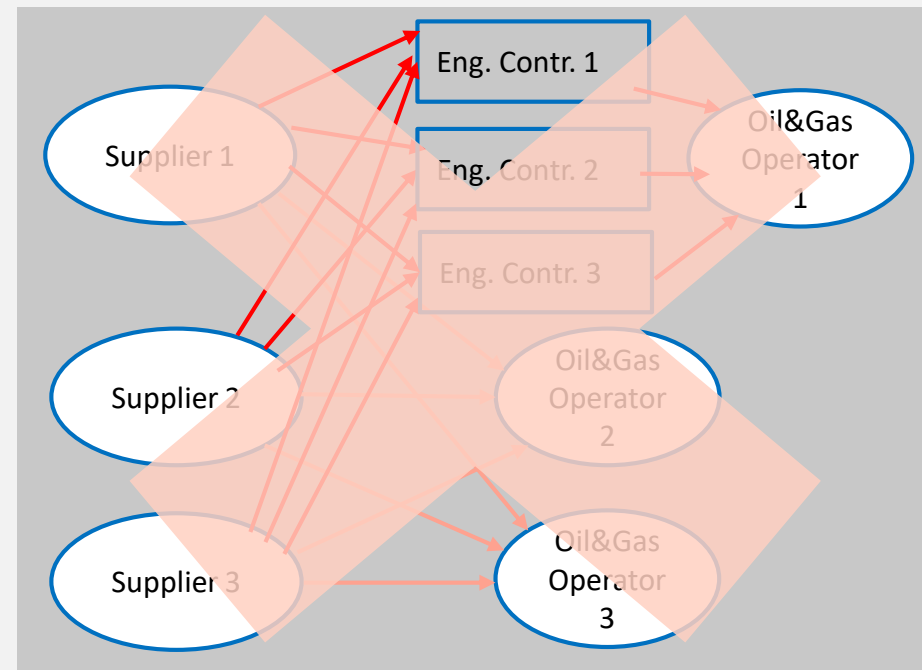 Eng. Contr. 1
Supplier 1
Oil&Gas
Operator
1
Eng. Contr. 2
Eng. Contr. 3
Supplier 2
Oil&Gas
Operator
2
Supplier 3
Oil&Gas
Operator
3